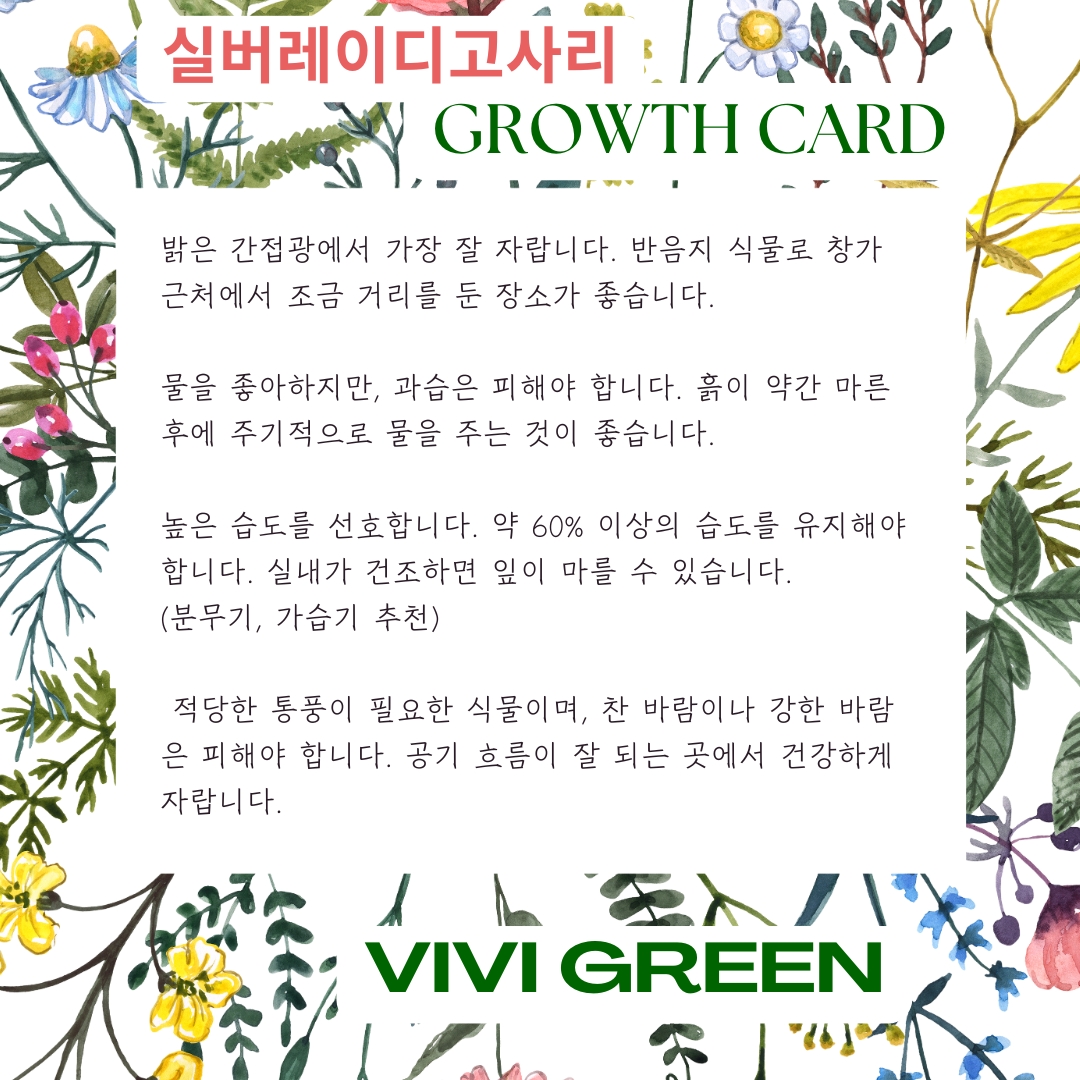 실버레이디고사리
GROWTH CARD
밝은 간접광에서 가장 잘 자랍니다. 반음지 식물로 창가
근처에서 조금 거리를 둔 장소가 좋습니다.
물을 좋아하지만, 과습은 피해야 합니다. 흙이 약간 마른
후에 주기적으로 물을 주는 것이 좋습니다.
높은 습도를 선호합니다. 약 60% 이상의 습도를 유지해야
합니다. 실내가 건조하면 잎이 마를 수 있습니다.
(분무기, 가습기 추천)
적당한 통풍이 필요한 식물이며, 찬 바람이나 강한 바람
은 피해야 합니다. 공기 흐름이 잘 되는 곳에서 건강하게
자랍니다.
VIVI GREEN